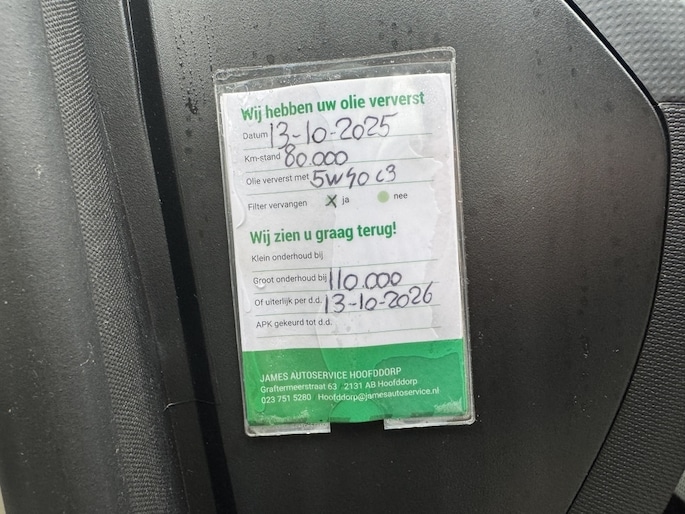 Wij hebben uw olie ververst
Datum 13-10-2025
Km-stand 80.000
Olie ververst met 5W40 C3
Filter vervangen X ja nee
Wij zien u graag terug!
Klein onderhoud bij
Groot onderhoud bij 110.000
Of uiterlijk per d.d. 13-10-2026
APK gekeurd tot d.d.
JAMES AUTOSERVICE HOOFDDORP
Graftermeerstraat 63 2131 AB Hoofddorp
023 751 5280 Hoofddorp@jamesautoservice.nl